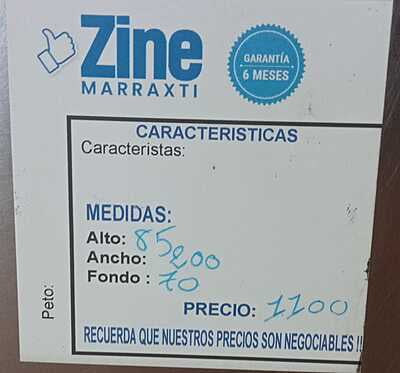 Zine
MARRAXTI
GARANTÍA
6 MESES
CARACTERISTICAS
Caracteristas:
MEDIDAS:
Alto: 85
Ancho: 200
Fondo : 70
Peto:
PRECIO: 1100
RECUERDA QUE NUESTROS PRECIOS SON NEGOCIABLES !!